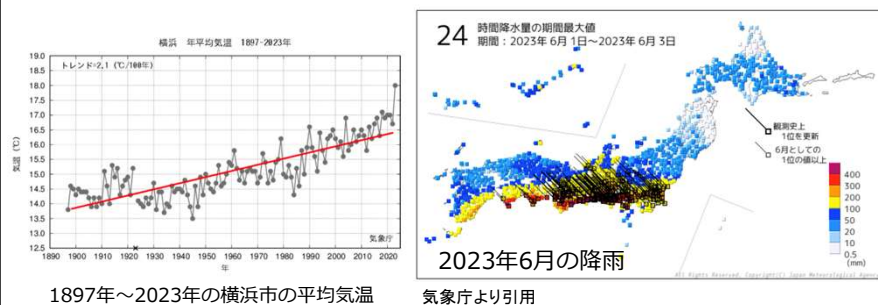 横浜 年平均気温 1897-2023年
トレンド=2.1 (℃/100年)
19.0
18.5
18.0
17.5
17.0
16.5
16.0
15.5
15.0
14.5
14.0
13.5
13.0
12.5
気温 (℃)
1890 1900 1910 1920 1930 1940 1950 1960 1970 1980 1990 2000 2010 2020
年
気象庁
1897年～2023年の横浜市の平均気温
24 時間降水量の期間最大値
期間：2023年 6月 1日～2023年 6月 3日
観測史上
1位を更新
6月としての
1位の値以上
400
300
200
100
50
20
10
0.5
(mm)
2023年6月の降雨
All Rights Reserved. Copyright(C) Japan Meteorological Agency
気象庁より引用